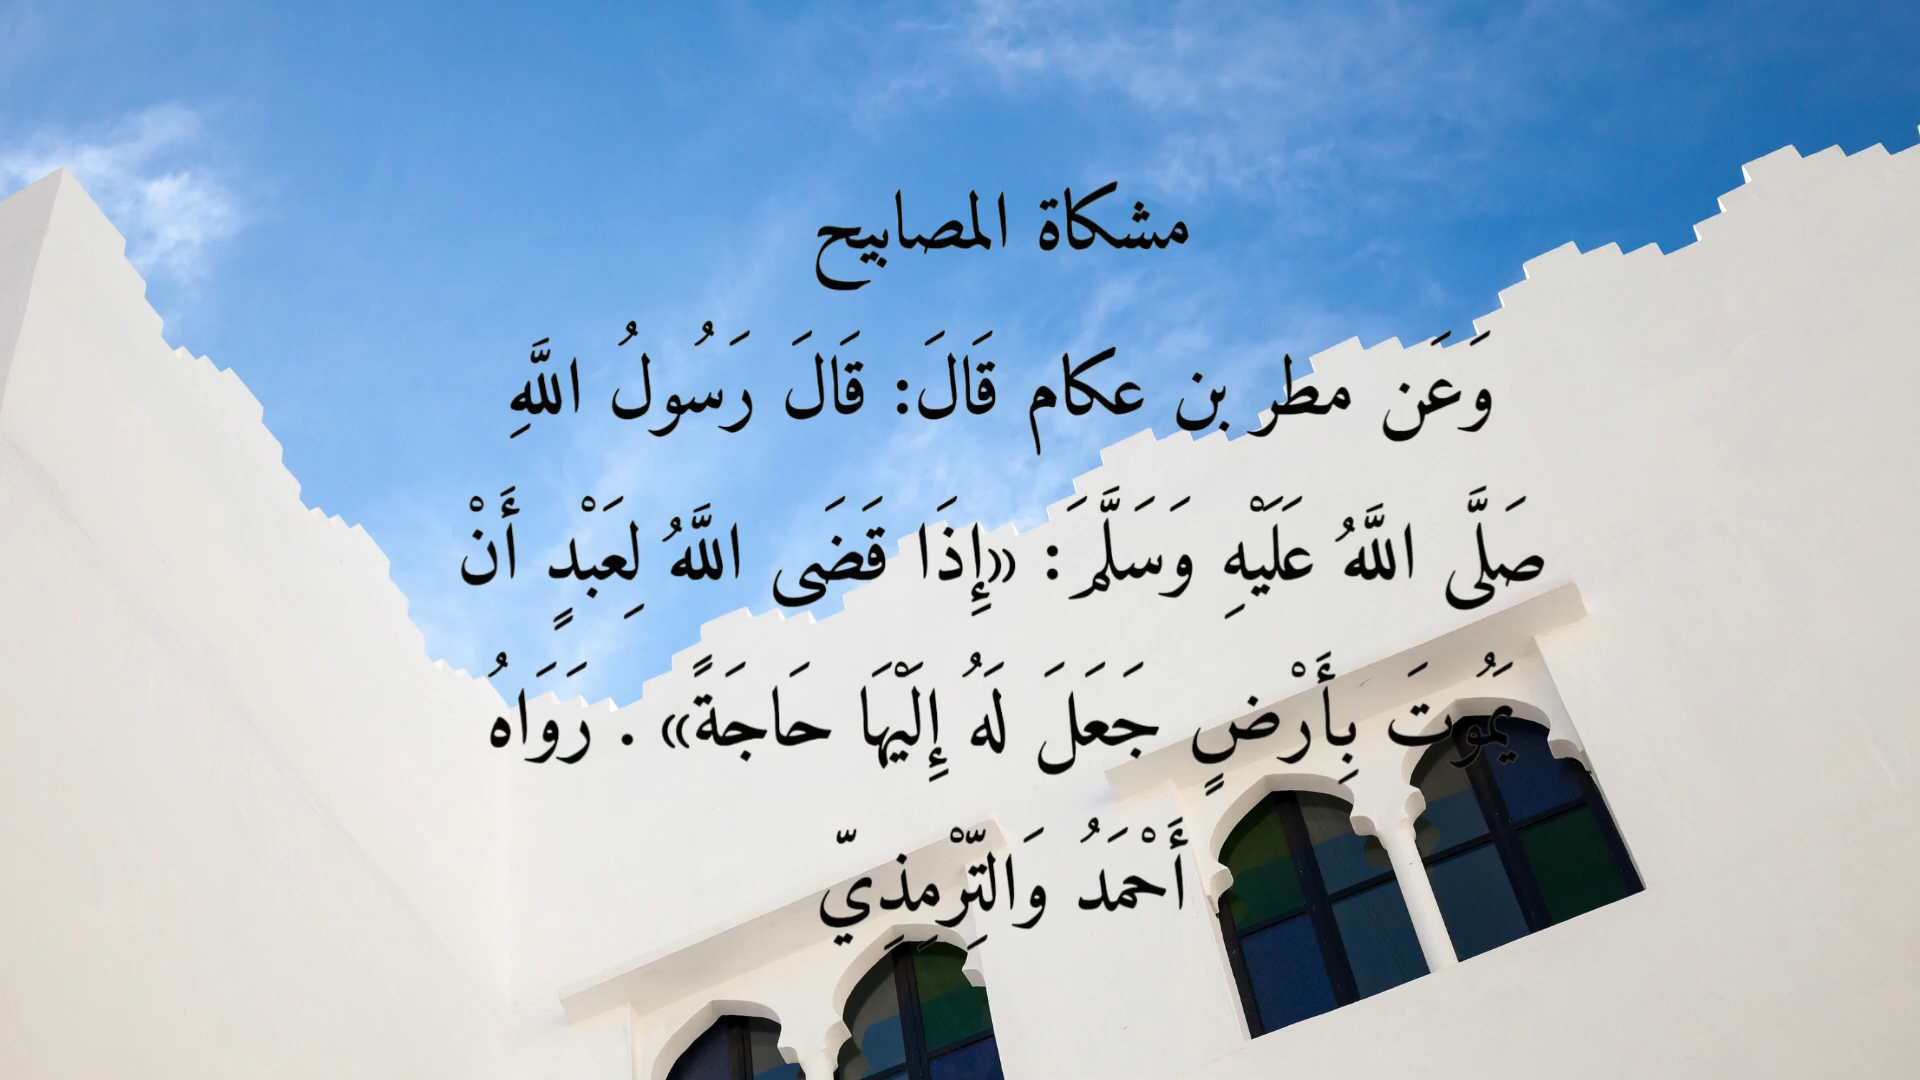 مشكاة المصابيح
وَعَن مطر بن عكام قَالَ: قَالَ رَسُولُ اللَّهِ
صَلَّى اللَّهُ عَلَيْهِ وَسَلَّمَ: «إِذَا قَضَى اللَّهُ لِعَبْدٍ أَنْ
يَمُوتَ بِأَرْضٍ جَعَلَ لَهُ إِلَيْهَا حَاجَةً» . رَوَاهُ
أَحْمَدُ وَالتِّرْمِذِيّ